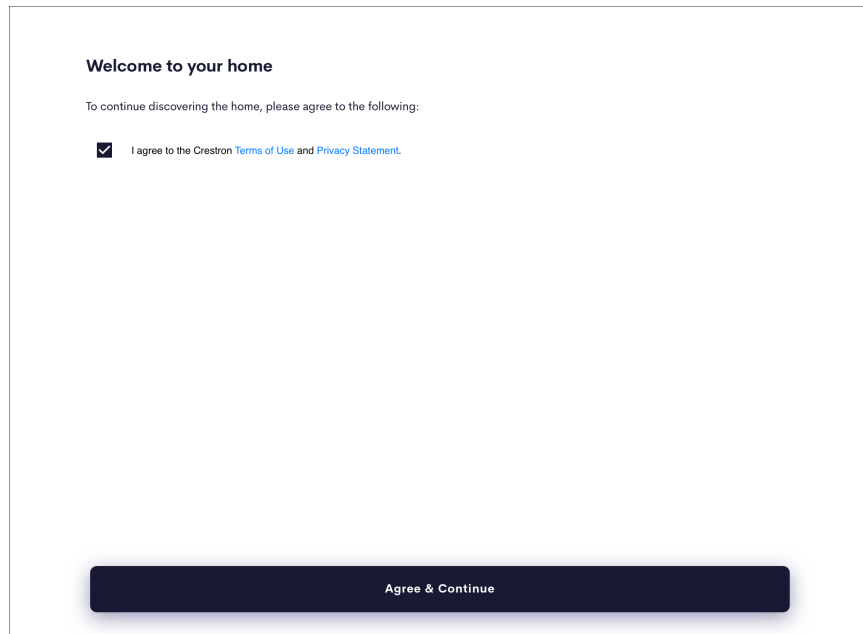 Welcome to your home
To continue discovering the home, please agree to the following:
I agree to the Crestron Terms of Use and Privacy Statement.
Agree & Continue